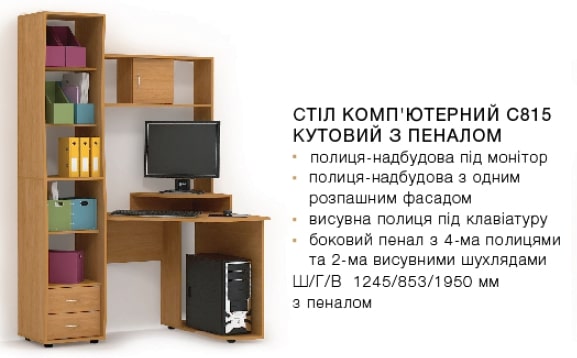 СТІЛ КОМП'ЮТЕРНИЙ С815
КУТОВИЙ З ПЕНАЛОМ
• полиця-надбудова під монітор
• полиця-надбудова з одним
розпашним фасадом
• висувна полиця під клавіатуру
• боковий пенал з 4-ма полицями
та 2-ма висувними шухлядами
Ш/Г/В 1245/853/1950 мм
з пеналом